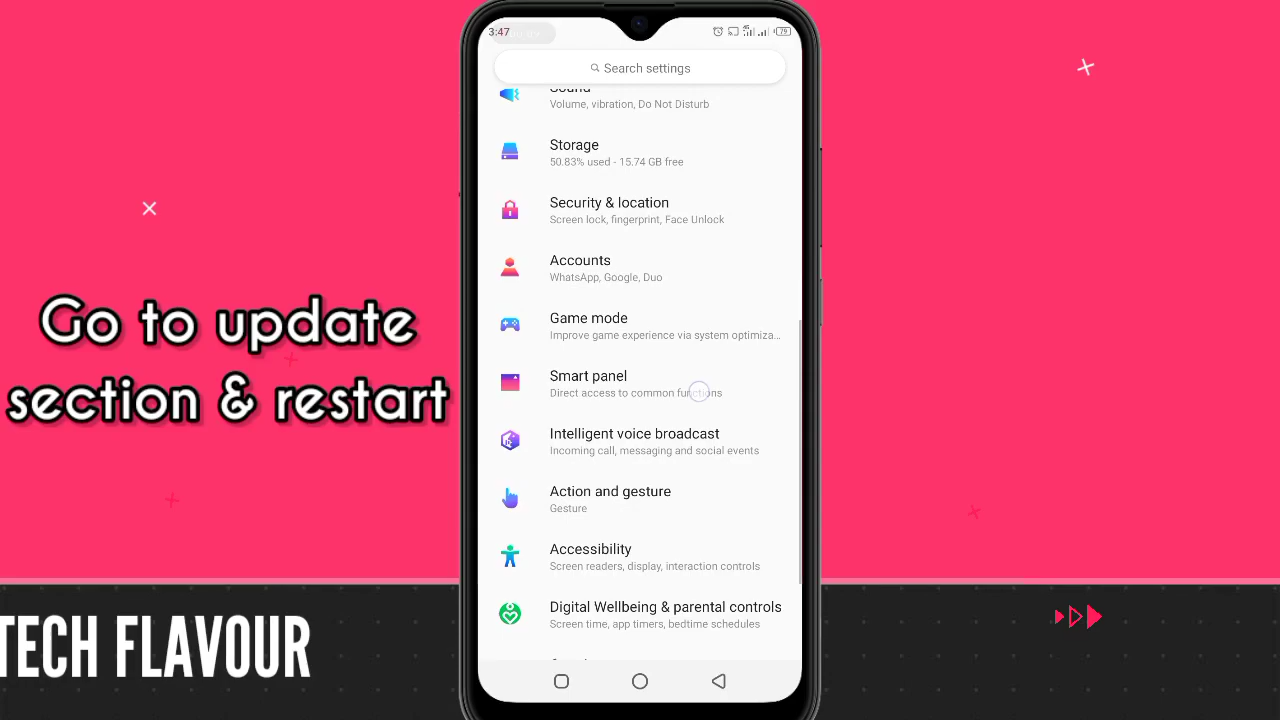 3:47
79
Search settings
Sound
Volume, vibration, Do Not Disturb
Storage
50.83% used - 15.74 GB free
Security & location
Screen lock, fingerprint, Face Unlock
Accounts
WhatsApp, Google, Duo
Game mode
Improve game experience via system optimiza...
Smart panel
Direct access to common functions
Intelligent voice broadcast
Incoming call, messaging and social events
Action and gesture
Gesture
Accessibility
Screen readers, display, interaction controls
Digital Wellbeing & parental controls
Screen time, app timers, bedtime schedules
Go to update
section & restart
TECH FLAVOUR